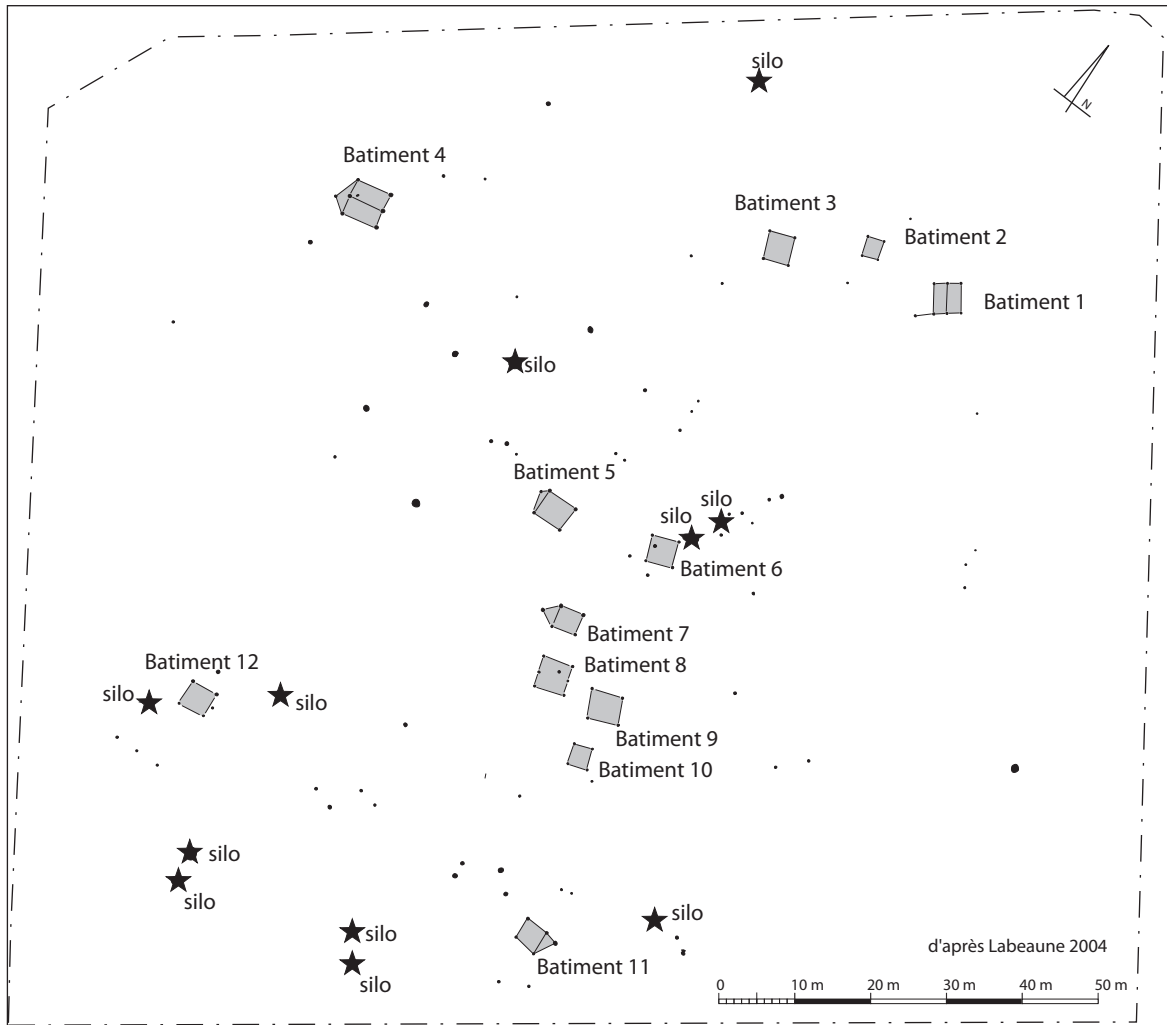 silo
N
Batiment 4
Batiment 3
Batiment 2
Batiment 1
silo
Batiment 5
silo
silo
Batiment 6
Batiment 7
Batiment 12
Batiment 8
silo
silo
Batiment 9
Batiment 10
silo
silo
silo
silo
d'après Labeaune 2004
Batiment 11
silo
0 10 m 20 m 30 m 40 m 50 m